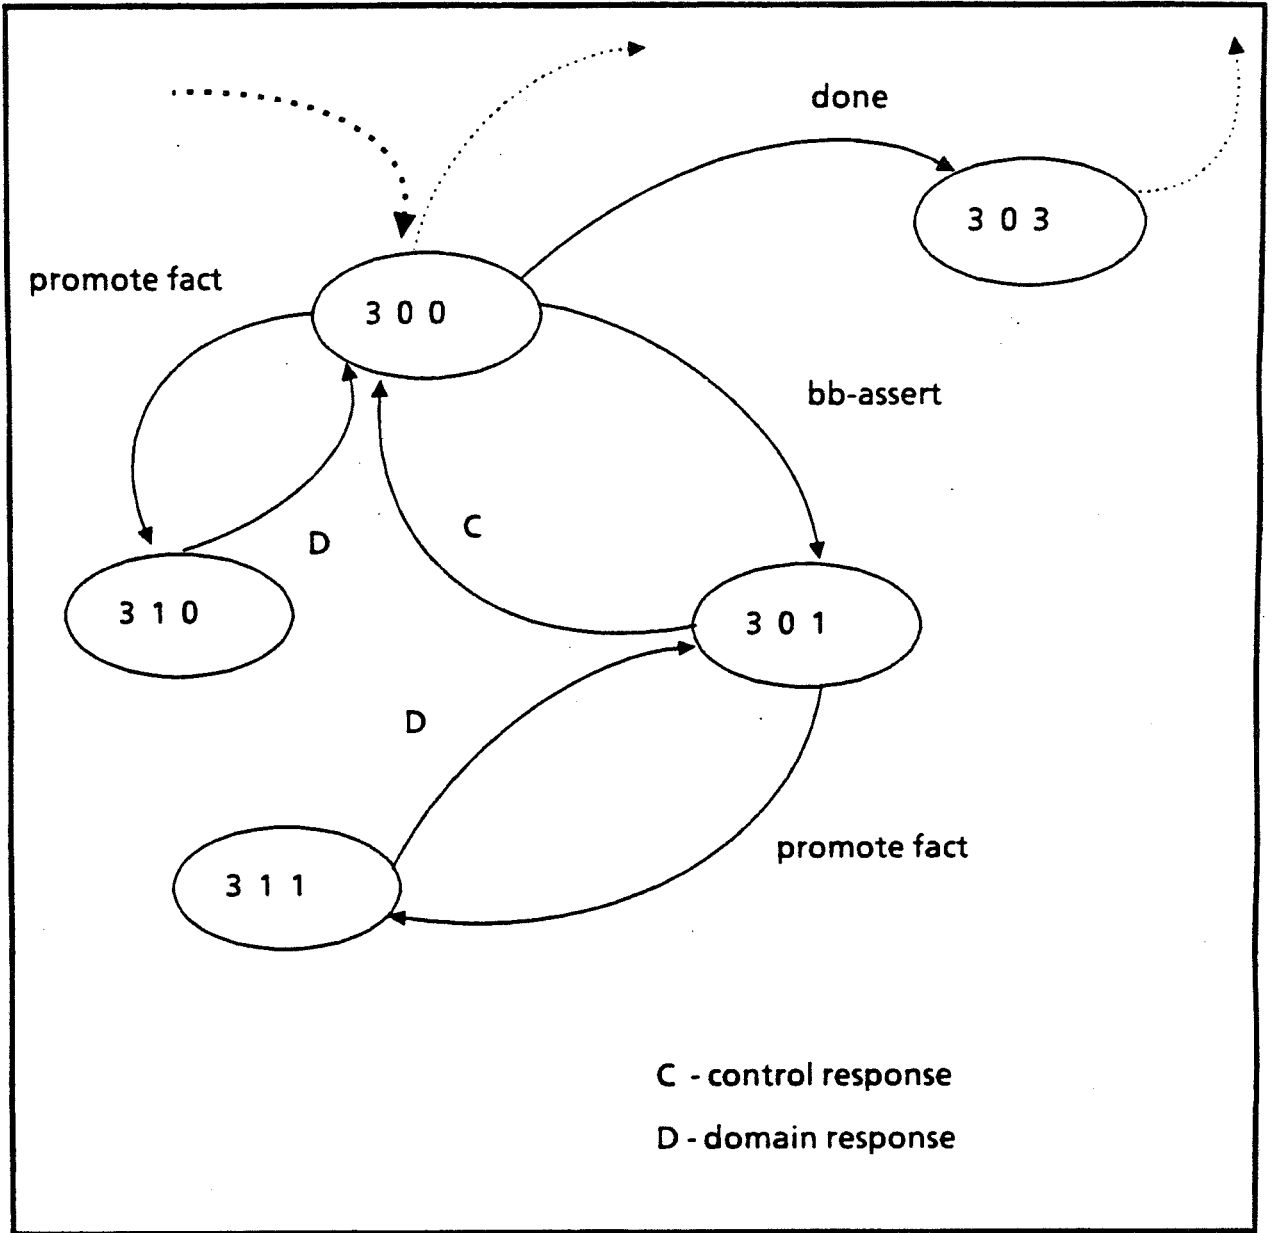 done
3 0 3
promote fact
3 0 0
bb-assert
C
D
3 1 0
3 0 1
D
promote fact
3 1 1
C - control response
D - domain response